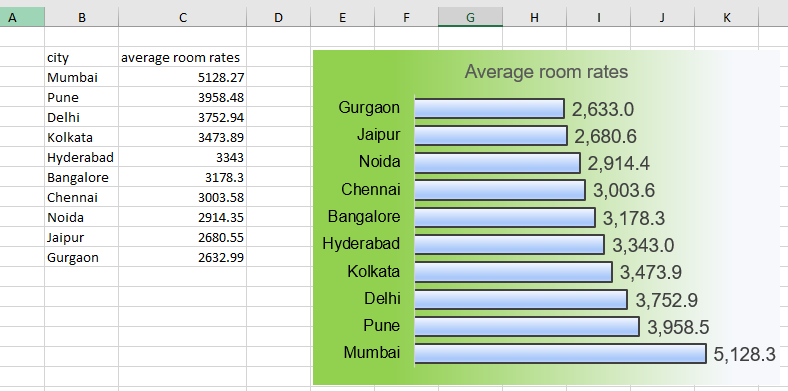 A B C D E F G H I J K
city average room rates
Mumbai 5128.27
Pune 3958.48
Delhi 3752.94
Kolkata 3473.89
Hyderabad 3343
Bangalore 3178.3
Chennai 3003.58
Noida 2914.35
Jaipur 2680.55
Gurgaon 2632.99
Average room rates
Gurgaon 2,633.0
Jaipur 2,680.6
Noida 2,914.4
Chennai 3,003.6
Bangalore 3,178.3
Hyderabad 3,343.0
Kolkata 3,473.9
Delhi 3,752.9
Pune 3,958.5
Mumbai 5,128.3